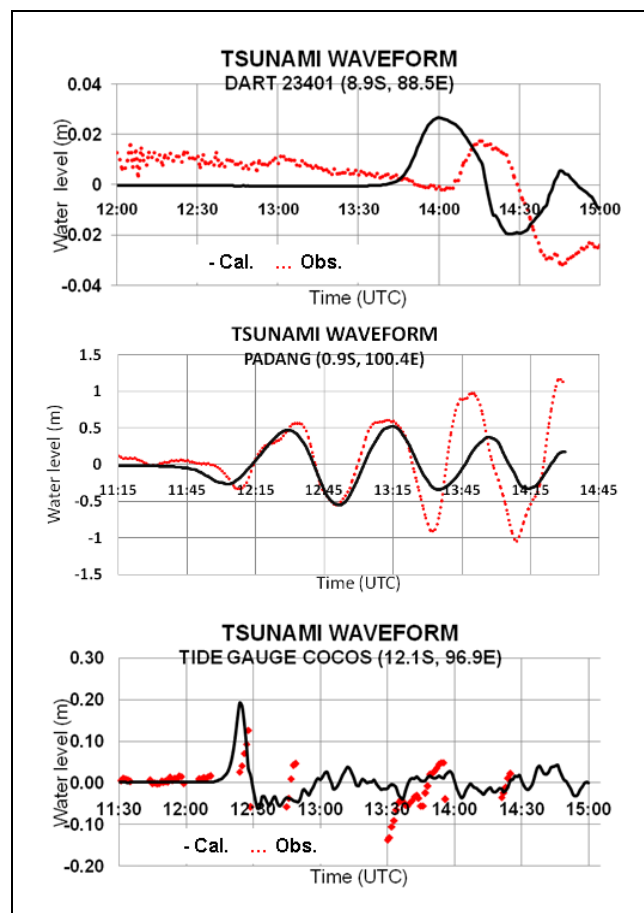 TSUNAMI WAVEFORM
DART 23401 (8.9S, 88.5E)
0.04
0.02
0
-0.02
-0.04
12:00 12:30 13:00 13:30 14:00 14:30 15:00
Water level (m)
- Cal. ... Obs.
Time (UTC)
TSUNAMI WAVEFORM
PADANG (0.9S, 100.4E)
1.5
1
0.5
0
-0.5
-1
-1.5
11:15 11:45 12:15 12:45 13:15 13:45 14:15 14:45
Water level (m)
Time (UTC)
TSUNAMI WAVEFORM
TIDE GAUGE COCOS (12.1S, 96.9E)
0.30
0.20
0.10
0.00
-0.10
-0.20
11:30 12:00 12:30 13:00 13:30 14:00 14:30 15:00
Water level (m)
- Cal. ... Obs.
Time (UTC)